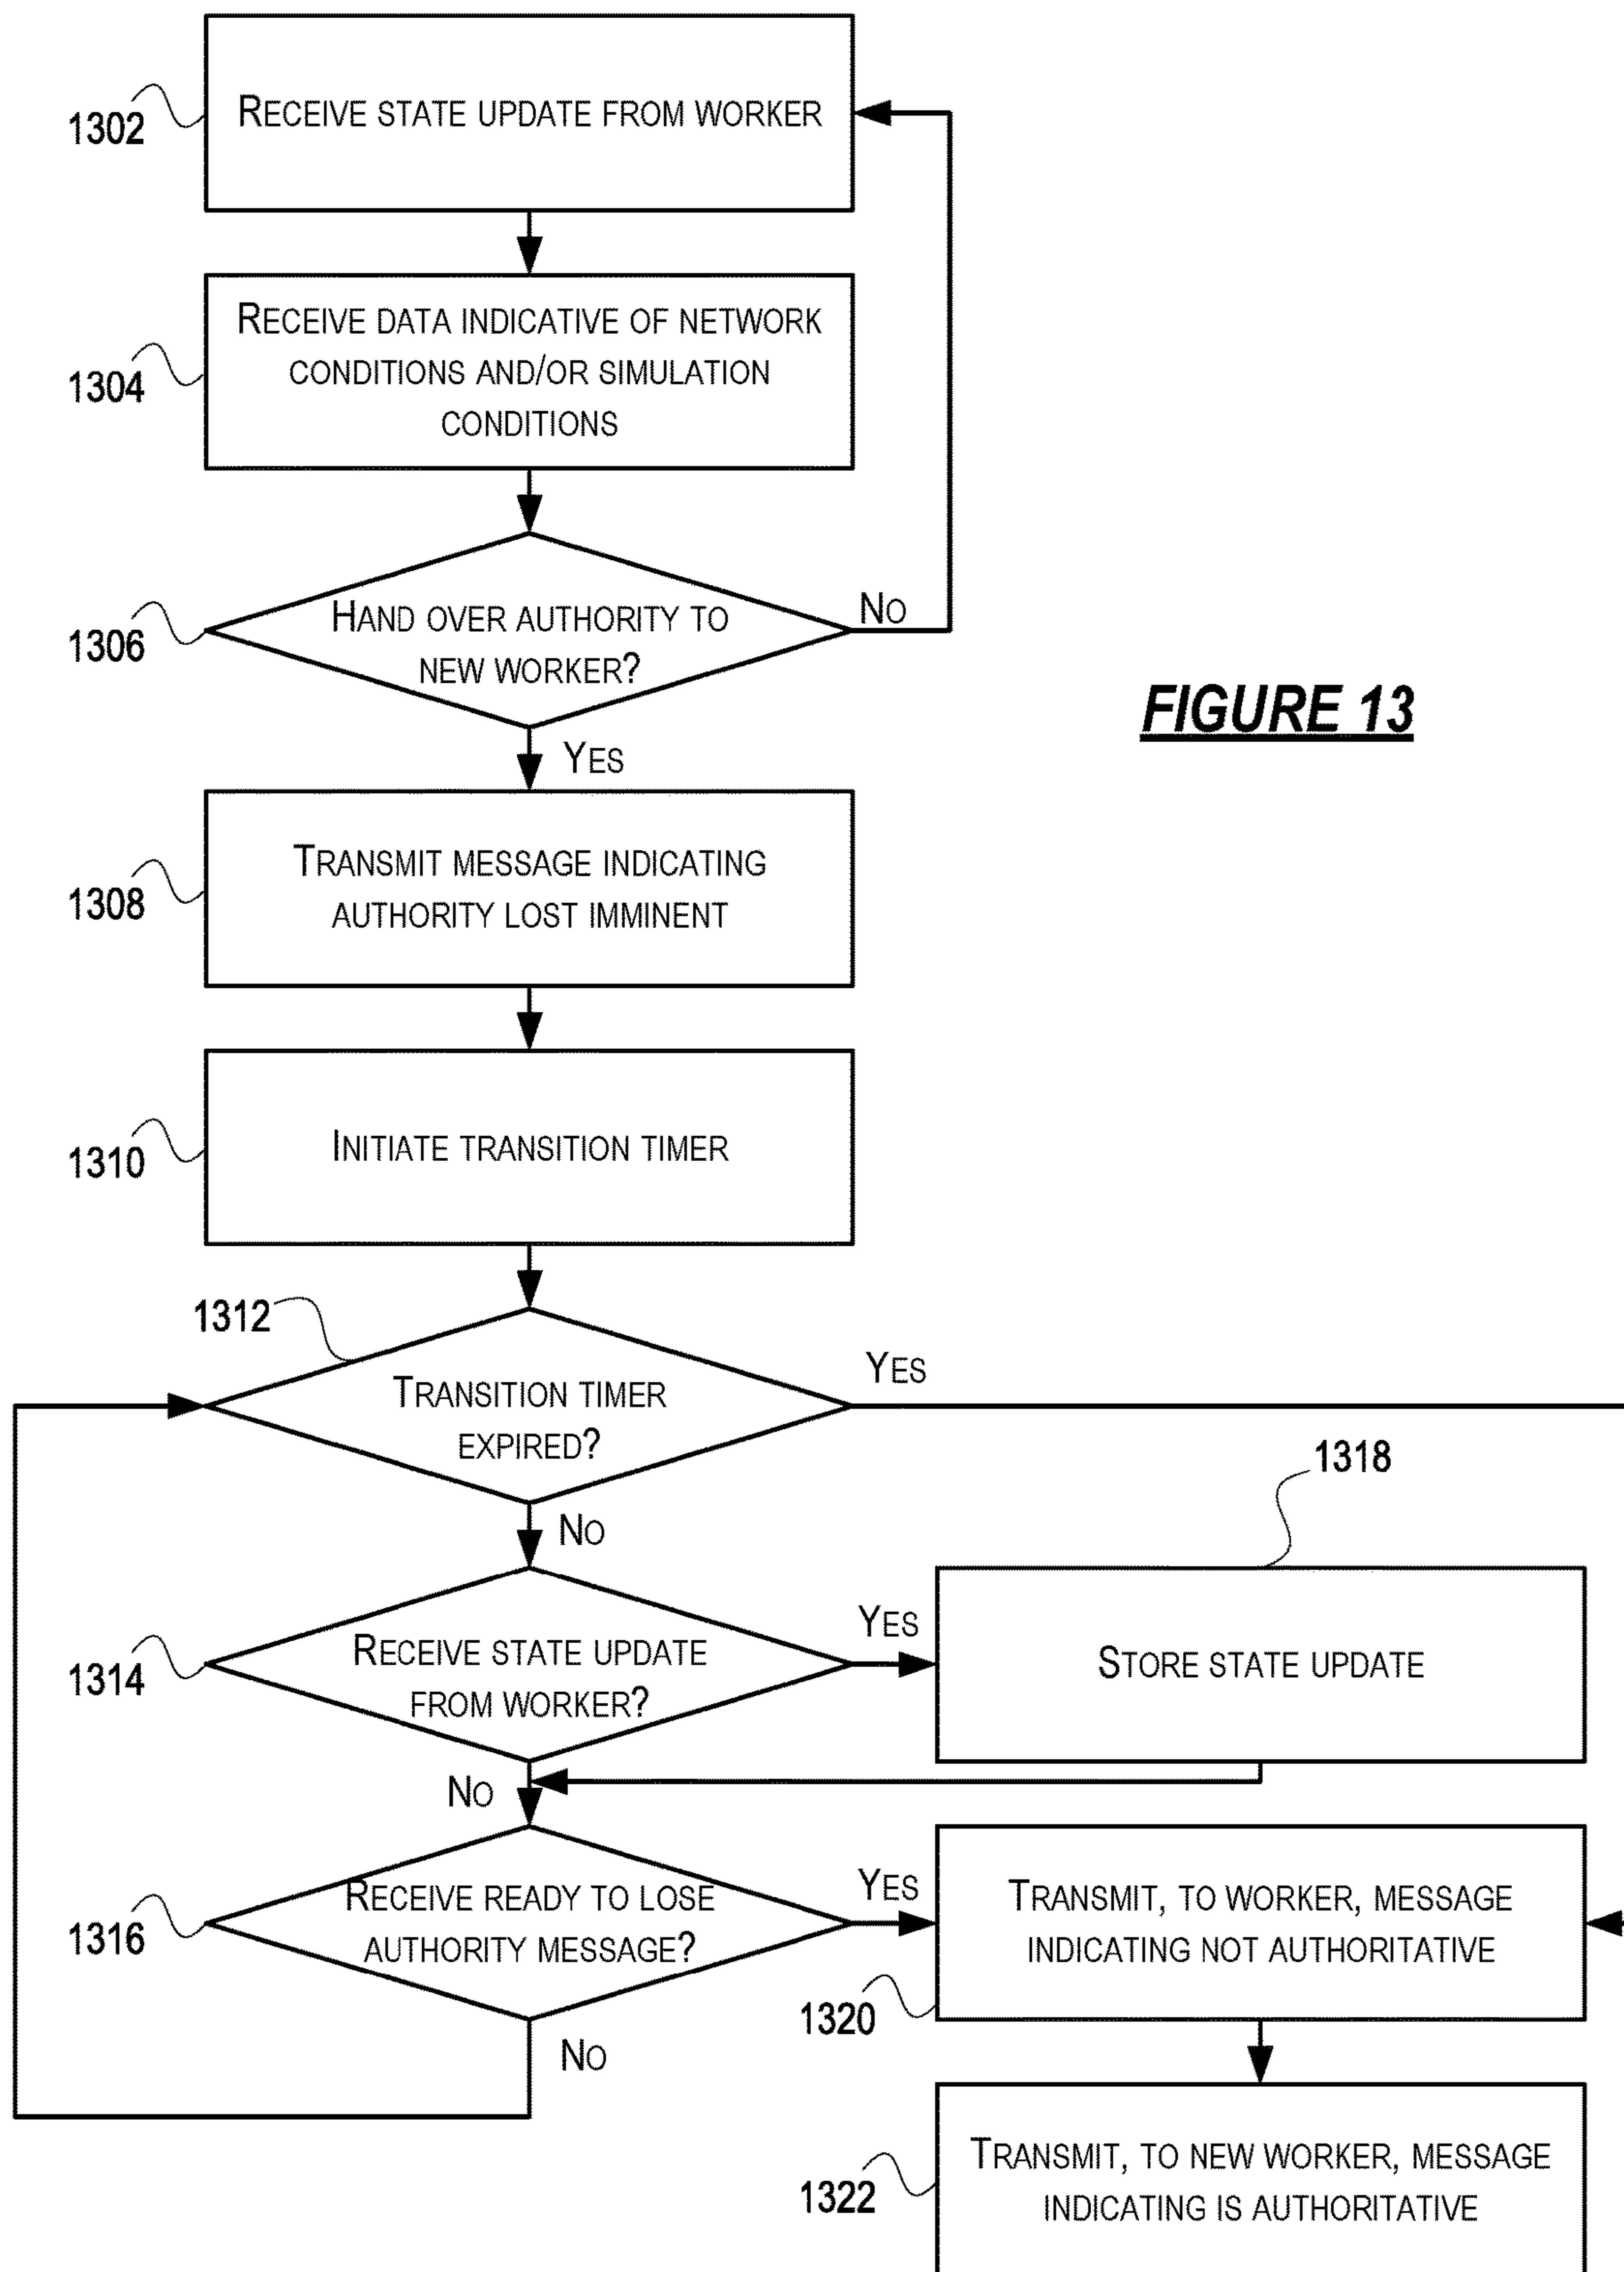 RECEIVE STATE UPDATE FROM WORKER
1302
RECEIVE DATA INDICATIVE OF NETWORK
CONDITIONS AND/OR SIMULATION
CONDITIONS
1304
HAND OVER AUTHORITY TO
NEW WORKER?
1306
NO
YES
FIGURE 13
TRANSMIT MESSAGE INDICATING
AUTHORITY LOST IMMINENT
1308
INITIATE TRANSITION TIMER
1310
1312
TRANSITION TIMER
EXPIRED?
YES
NO
1318
RECEIVE STATE UPDATE
FROM WORKER?
1314
YES
STORE STATE UPDATE
NO
RECEIVE READY TO LOSE
AUTHORITY MESSAGE?
1316
YES
TRANSMIT, TO WORKER, MESSAGE
INDICATING NOT AUTHORITATIVE
1320
NO
TRANSMIT, TO NEW WORKER, MESSAGE
INDICATING IS AUTHORITATIVE
1322